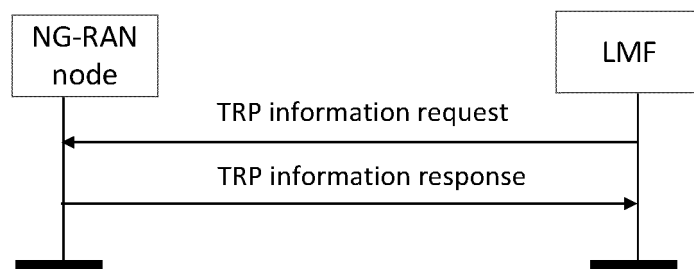 NG-RAN
node
LMF
TRP information request
TRP information response